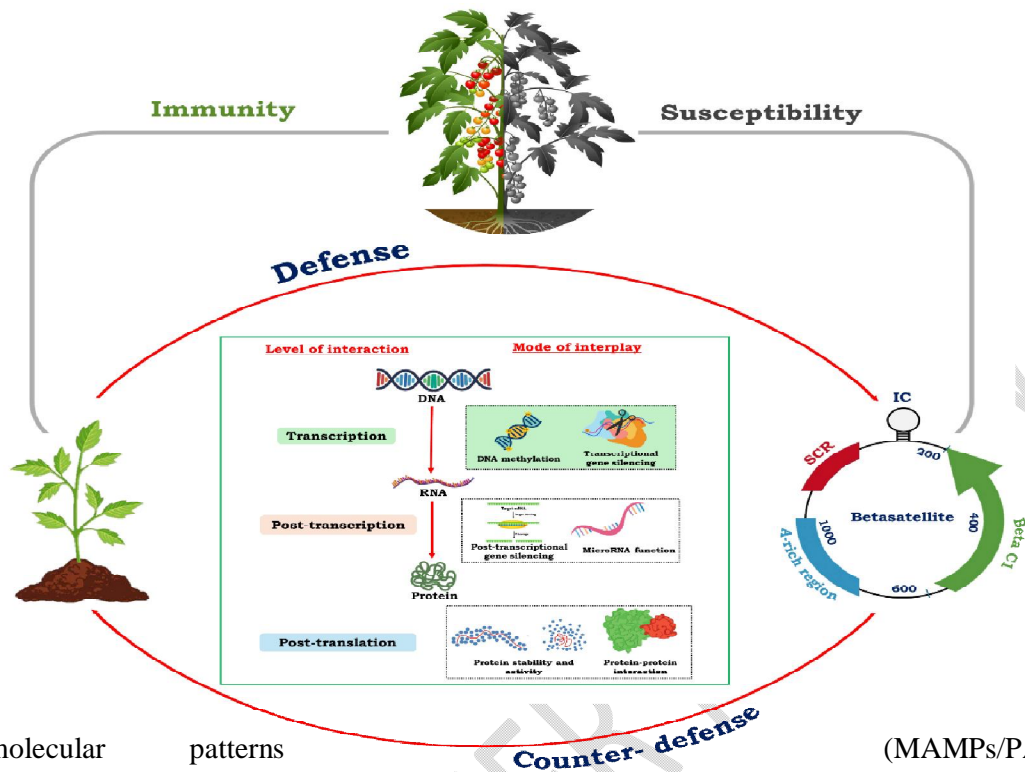 Immunity
Susceptibility
Defense
Level of interaction
Mode of interplay
DNA
Transcription
DNA methylation
Transcriptional
gene silencing
RNA
Post-transcription
Post-transcriptional
gene silencing
MicroRNA function
Protein
Post-translation
Protein stability and
activity
Protein-protein
interaction
IC
200
SCR
Betasatellite
400
Beta C1
1000
A-rich region
600
Counter- defense
molecular patterns (MAMPs/PA